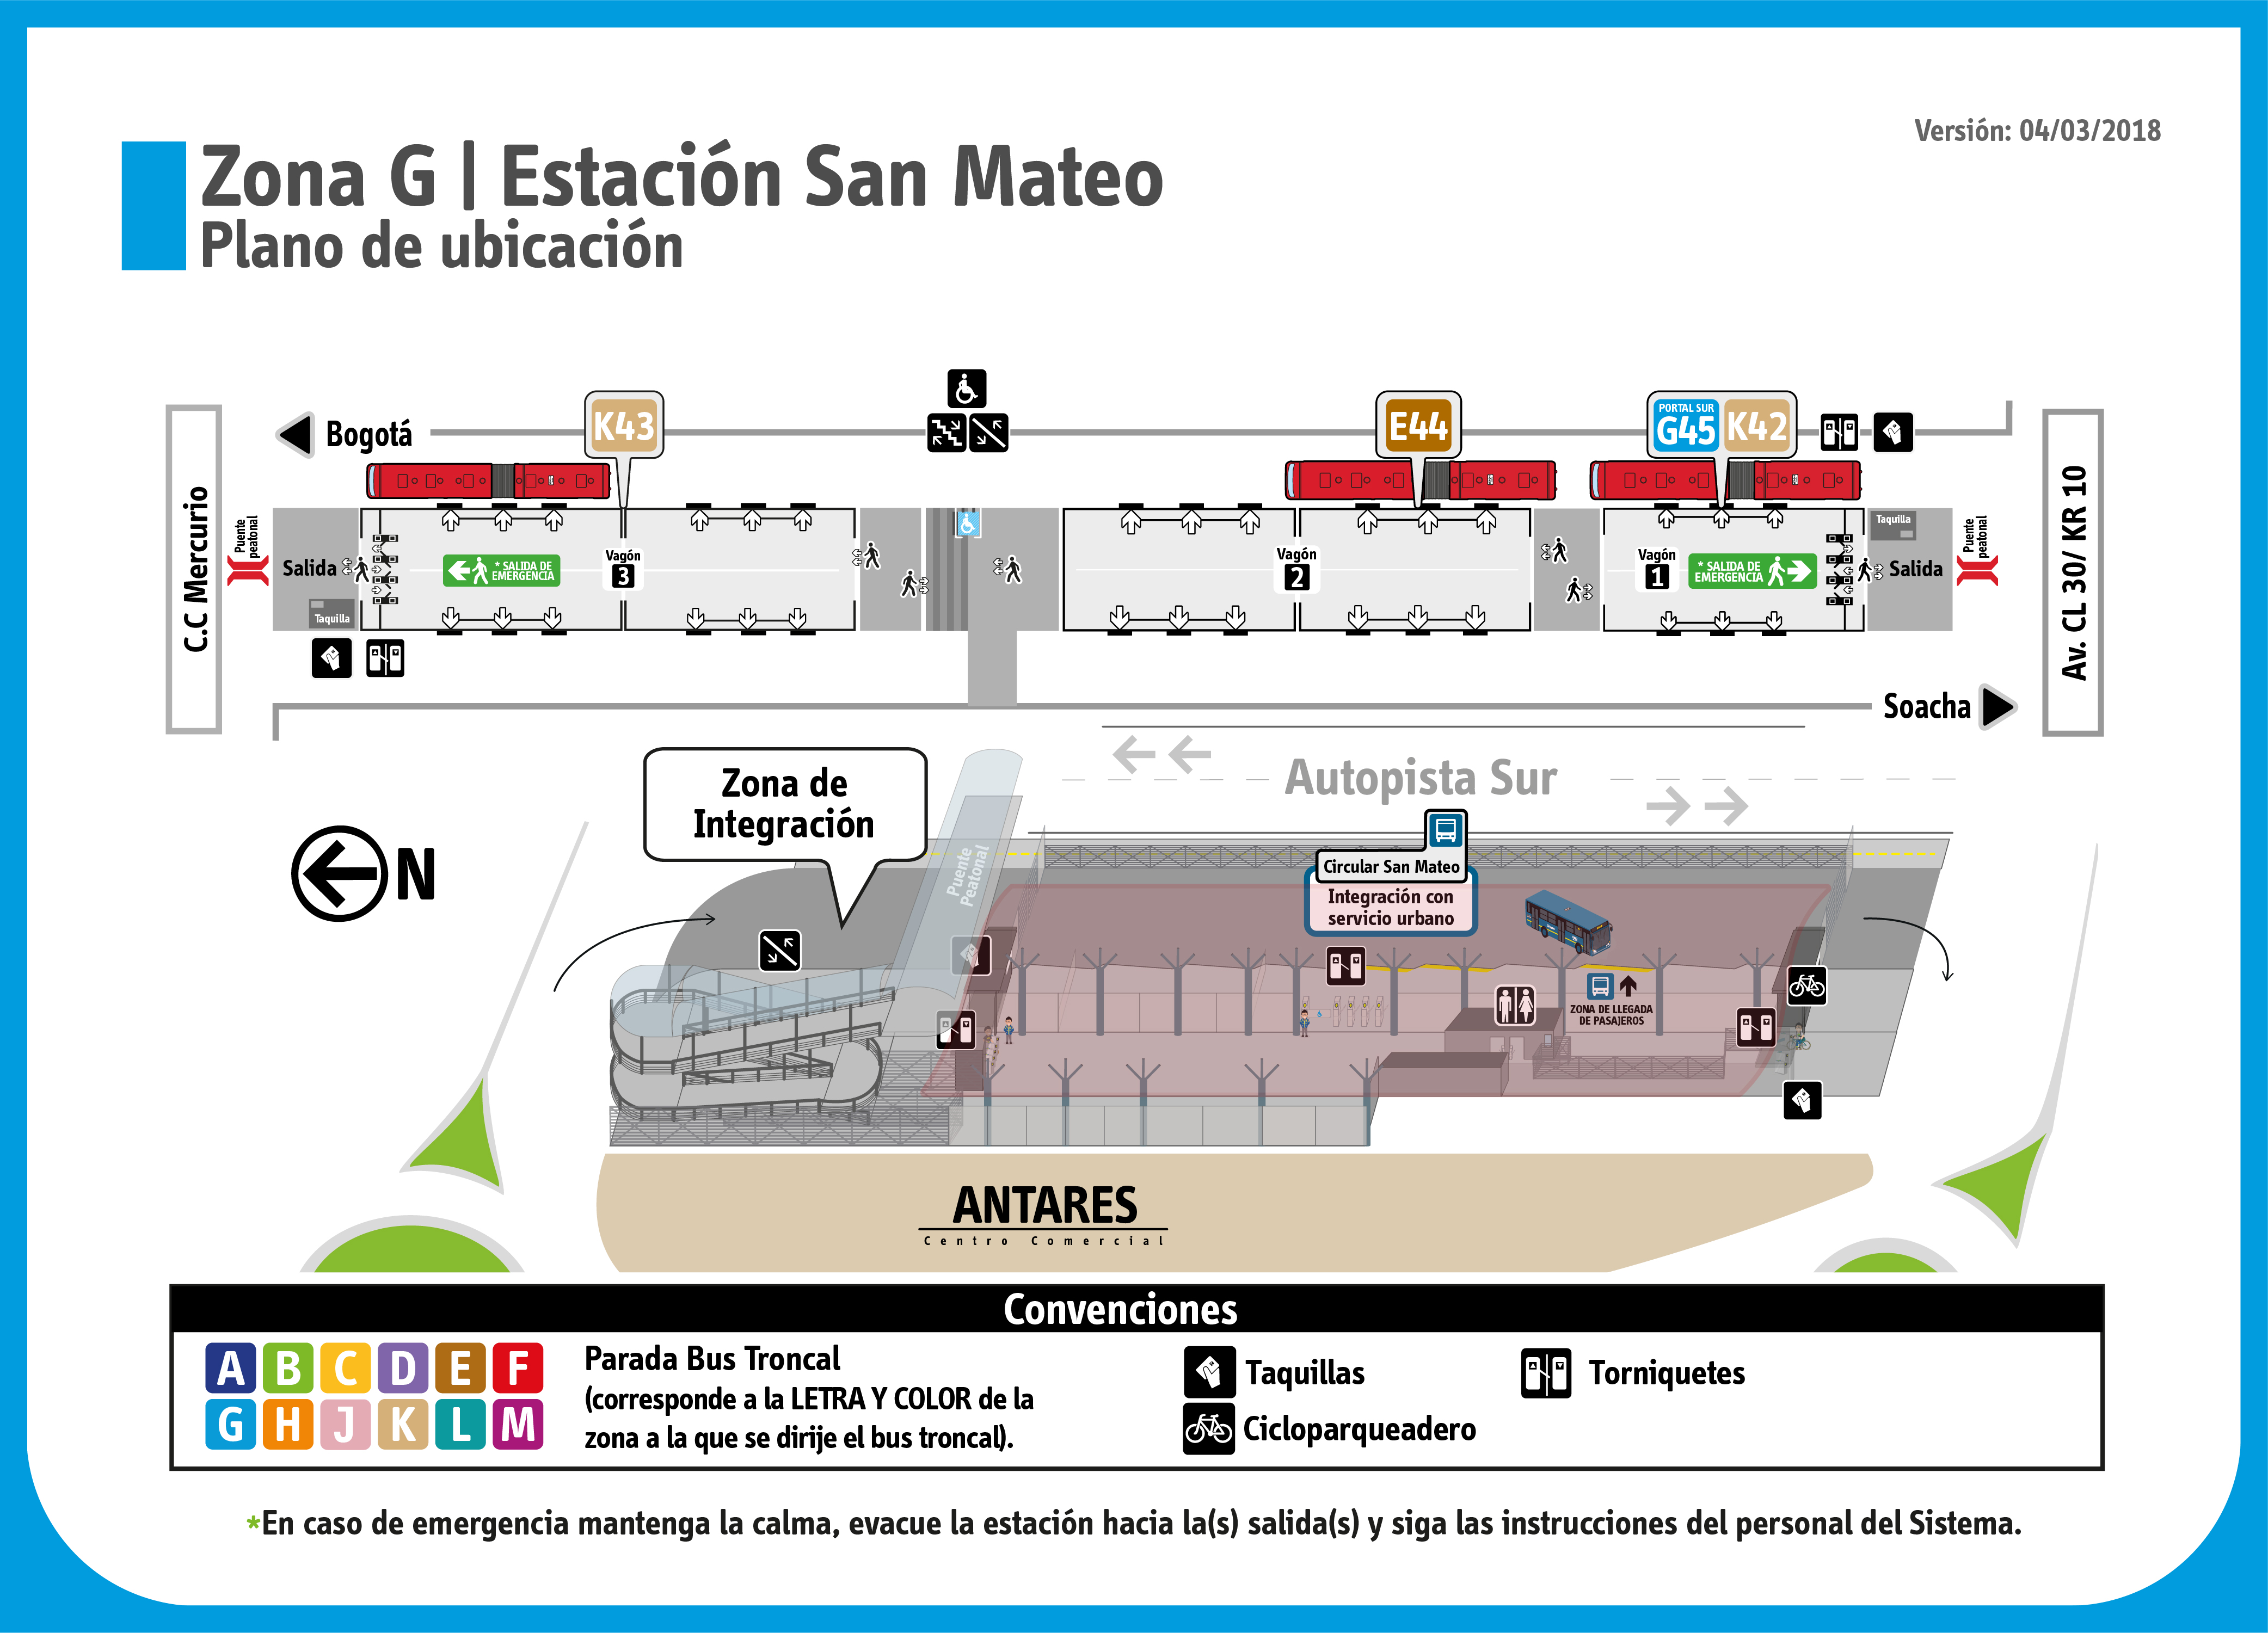 Versión: 04/03/2018
Zona G | Estación San Mateo
Plano de ubicación
Bogotá
K43
E44
PORTAL SUR
G45
K42
C.C Mercurio
Puente
peatonal
Salida
Taquilla
* SALIDA DE
EMERGENCIA
Vagón
3
Vagón
2
Vagón
1
* SALIDA DE
EMERGENCIA
Taquilla
Salida
Puente
peatonal
Av. CL 30/ KR 10
Soacha
Autopista Sur
Zona de
Integración
N
Puente
Peatonal
Circular San Mateo
Integración con
servicio urbano
ZONA DE LLEGADA
DE PASAJEROS
ANTARES
Centro Comercial
Convenciones
A B C D E F
G H J K L M
Parada Bus Troncal
(corresponde a la LETRA Y COLOR de la
zona a la que se dirije el bus troncal).
Taquillas
Torniquetes
Cicloparqueadero
*En caso de emergencia mantenga la calma, evacue la estación hacia la(s) salida(s) y siga las instrucciones del personal del Sistema.